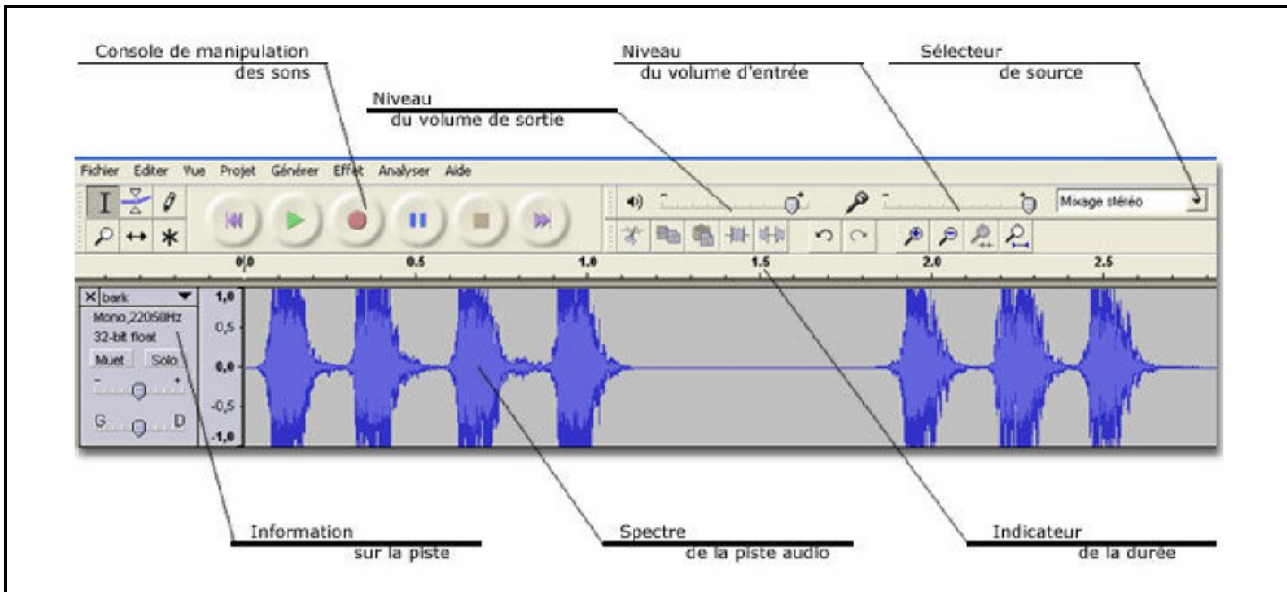 Console de manipulation
des sons
Niveau
du volume d'entrée
Sélecteur
de source
Niveau
du volume de sortie
Fichier Editer Vue Projet Générer Effet Analyser Aide
Mixage stéréo
0,0 0.5 1.0 1.5 2.0 2.5
bark
Mono,22050Hz
32-bit float
Muet Solo
- +
G D
1,0
0,5
0,0
-0,5
-1,0
Information
sur la piste
Spectre
de la piste audio
Indicateur
de la durée